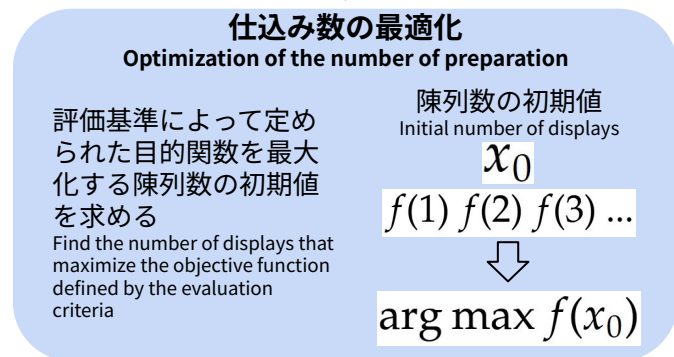 仕込み数の最適化
Optimization of the number of preparation
評価基準によって定め
られた目的関数を最大
化する陳列数の初期値
を求める
Find the number of displays that
maximize the objective function
defined by the evaluation
criteria
陳列数の初期値
Initial number of displays
x₀
f(1) f(2) f(3) ...
arg max f(x₀)